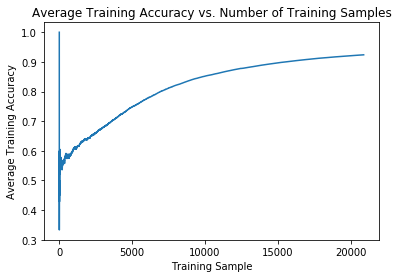 Average Training Accuracy vs. Number of Training Samples
1.0
0.9
0.8
0.7
0.6
0.5
0.4
0.3
Average Training Accuracy
0 5000 10000 15000 20000
Training Sample